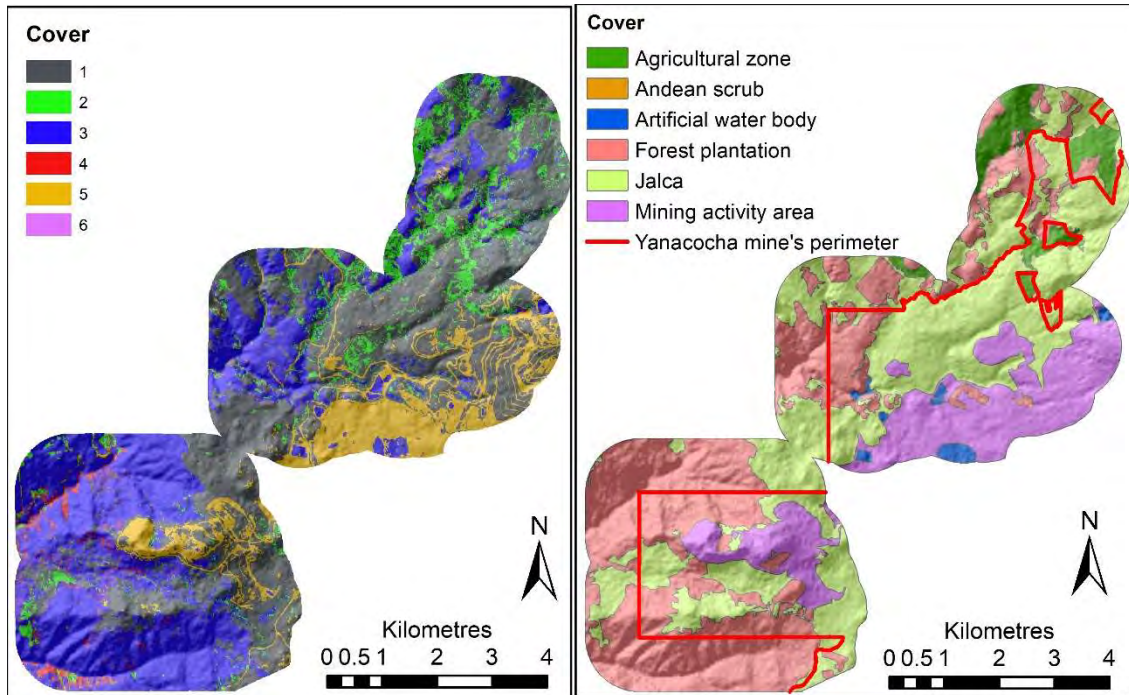 Cover
1
2
3
4
5
6
N
Kilometres
0 0.5 1 2 3 4
Cover
Agricultural zone
Andean scrub
Artificial water body
Forest plantation
Jalca
Mining activity area
Yanacocha mine's perimeter
N
Kilometres
0 0.5 1 2 3 4